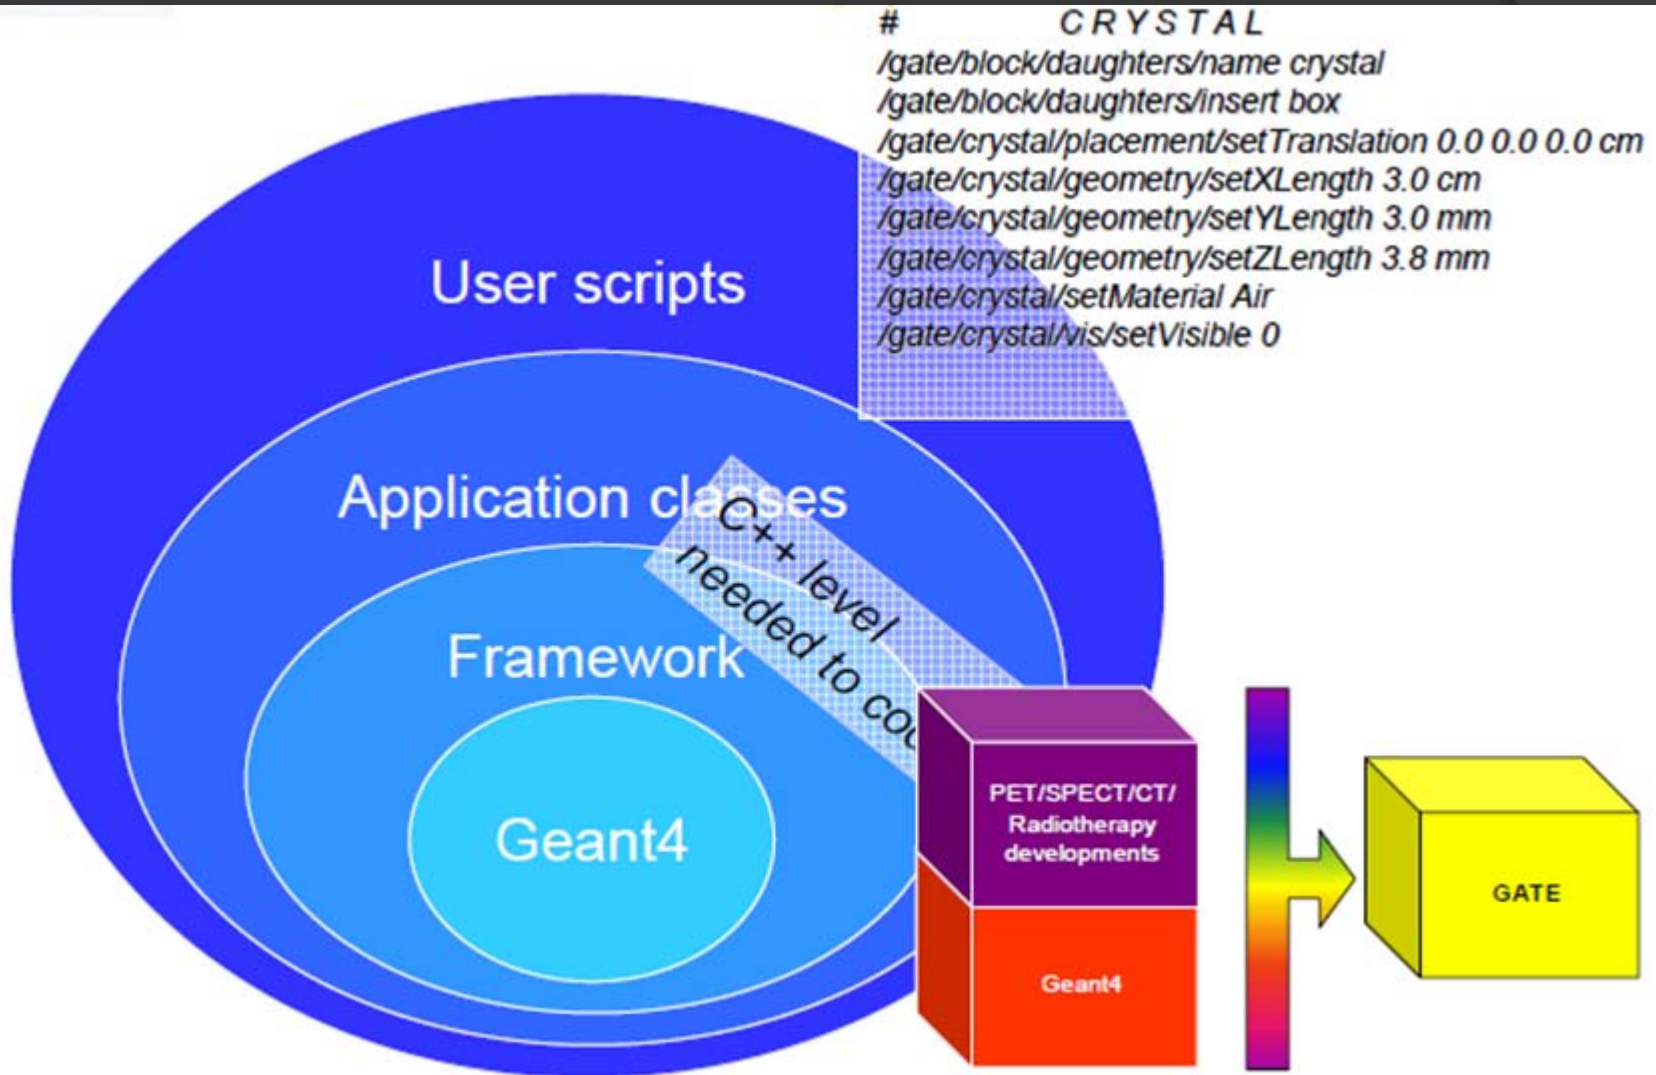 # C R Y S T A L
/gate/block/daughters/name crystal
/gate/block/daughters/insert box
/gate/crystal/placement/setTranslation 0.0 0.0 0.0 cm
/gate/crystal/geometry/setXLength 3.0 cm
/gate/crystal/geometry/setYLength 3.0 mm
/gate/crystal/geometry/setZLength 3.8 mm
/gate/crystal/setMaterial Air
/gate/crystal/vis/setVisible 0
User scripts
Application classes
C++ level
needed to
Framework
Geant4
PET/SPECT/CT/
Radiotherapy
developments
Geant4
GATE